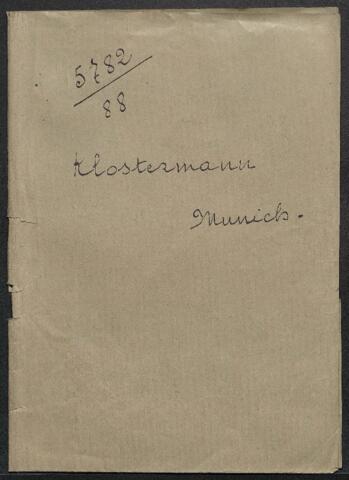 5782
88
Klostermann
Munich.